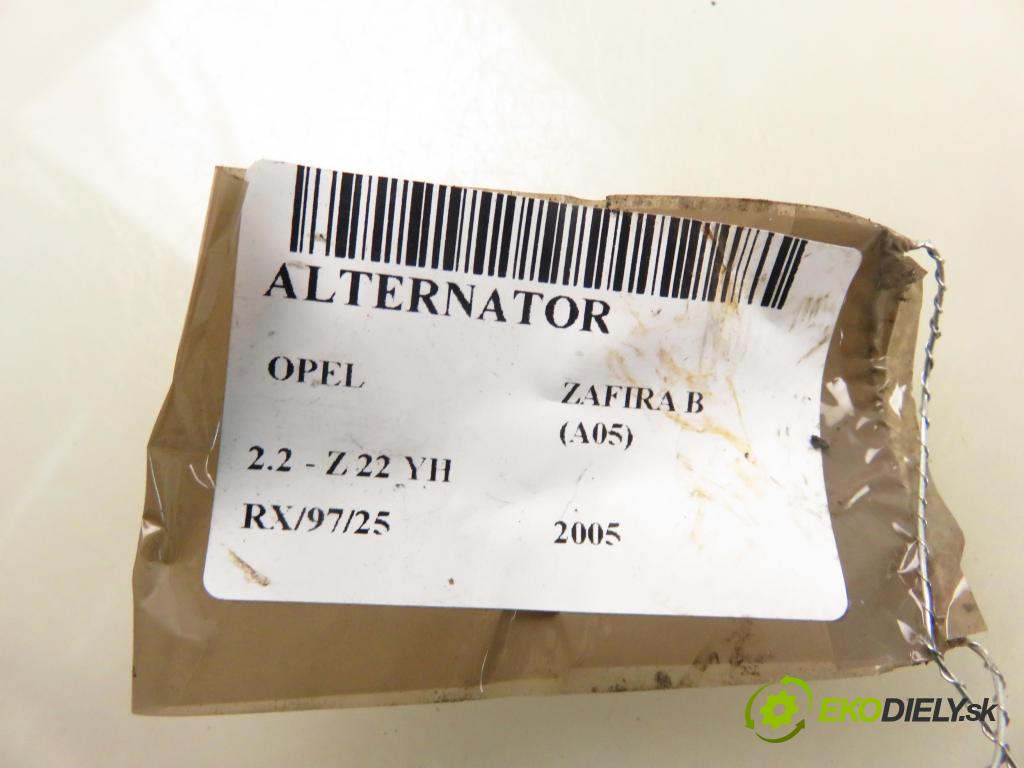 ALTERNATOR
OPEL
ZAFIRA B
(A05)
2.2 - Z 22 YH
RX/97/25
2005
EKODIELY.sk